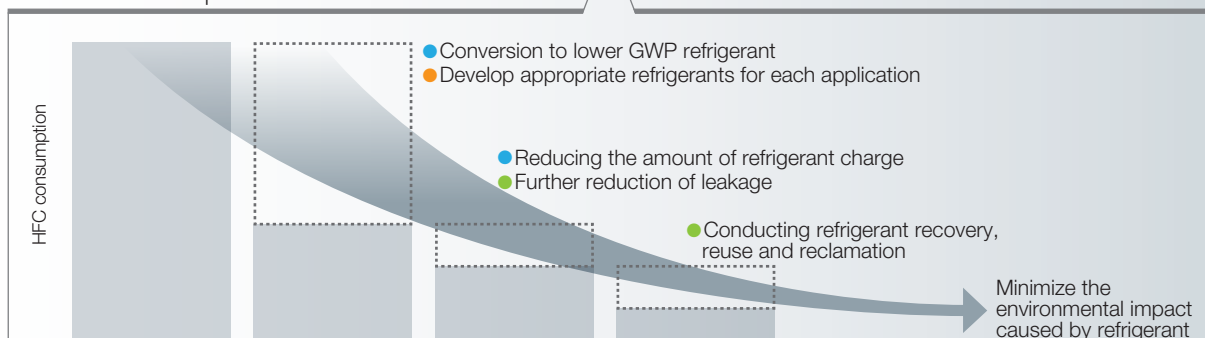 ● Conversion to lower GWP refrigerant
● Develop appropriate refrigerants for each application
HFC consumption
● Reducing the amount of refrigerant charge
● Further reduction of leakage
● Conducting refrigerant recovery,
reuse and reclamation
Minimize the
environmental impact
caused by refrigerant